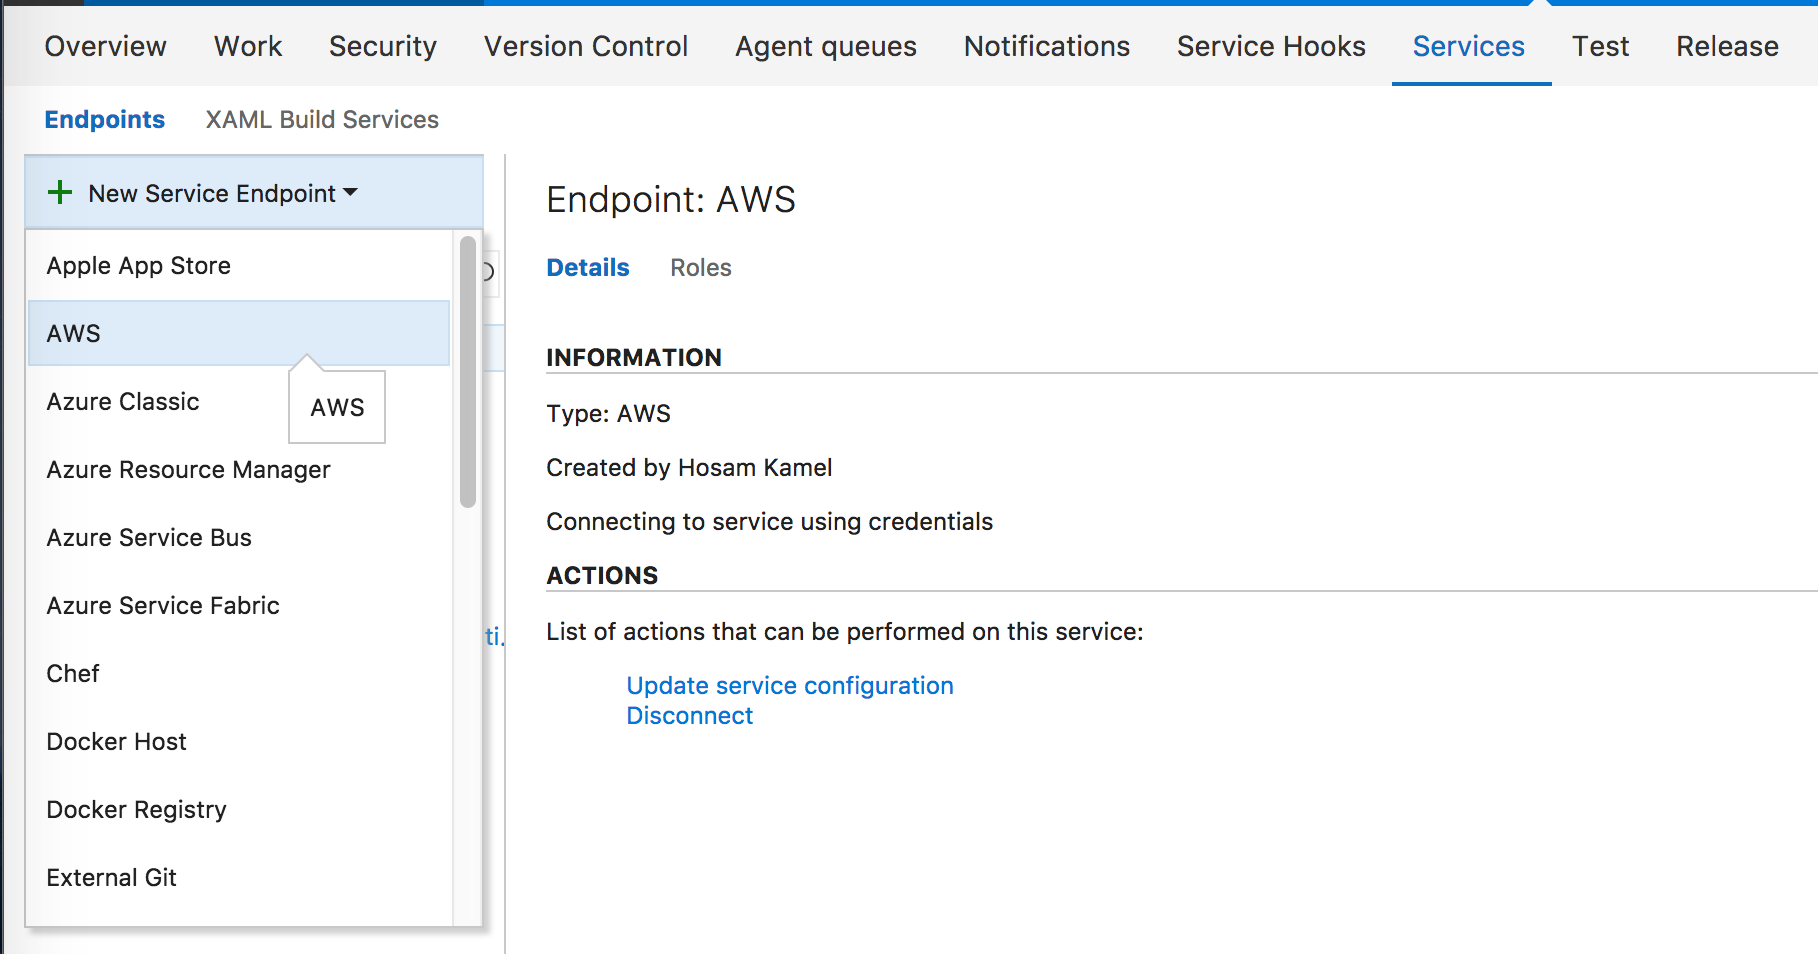 Overview Work Security Version Control Agent queues Notifications Service Hooks Services Test Release
Endpoints XAML Build Services
New Service Endpoint
Apple App Store
AWS
AWS
Azure Classic
Azure Resource Manager
Azure Service Bus
Azure Service Fabric
Chef
Docker Host
Docker Registry
External Git
ti.
Endpoint: AWS
Details Roles
INFORMATION
Type: AWS
Created by Hosam Kamel
Connecting to service using credentials
ACTIONS
List of actions that can be performed on this service:
Update service configuration
Disconnect